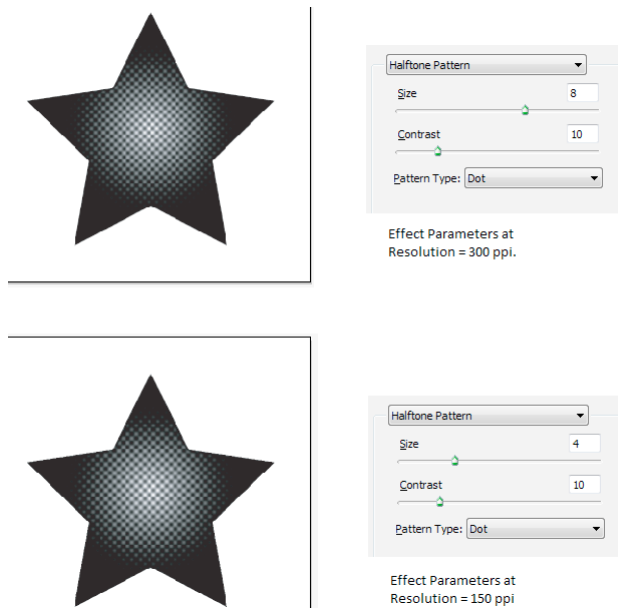 Halftone Pattern
Size 8
Contrast 10
Pattern Type: Dot
Effect Parameters at
Resolution = 300 ppi.
Halftone Pattern
Size 4
Contrast 10
Pattern Type: Dot
Effect Parameters at
Resolution = 150 ppi